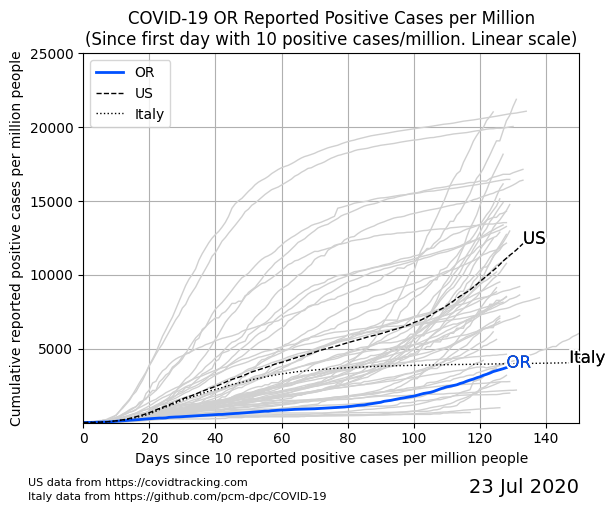 COVID-19 OR Reported Positive Cases per Million
(Since first day with 10 positive cases/million. Linear scale)
Cumulative reported positive cases per million people
25000
20000
15000
10000
5000
OR
US
Italy
US
OR
Italy
0 20 40 60 80 100 120 140
Days since 10 reported positive cases per million people
US data from https://covidtracking.com
Italy data from https://github.com/pcm-dpc/COVID-19
23 Jul 2020